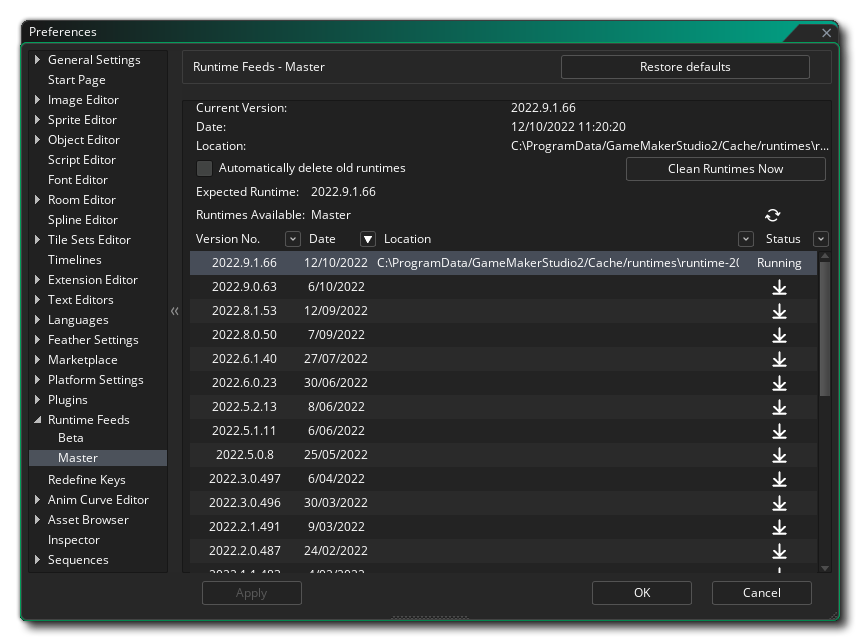 Preferences
General Settings
Start Page
Image Editor
Sprite Editor
Object Editor
Script Editor
Font Editor
Room Editor
Spline Editor
Tile Sets Editor
Timelines
Extension Editor
Text Editors
Languages
Feather Settings
Marketplace
Platform Settings
Plugins
Runtime Feeds
Beta
Master
Redefine Keys
Anim Curve Editor
Asset Browser
Inspector
Sequences
Runtime Feeds - Master Restore defaults
Current Version: 2022.9.1.66
Date: 12/10/2022 11:20:20
Location: C:\ProgramData/GameMakerStudio2/Cache/runtimes\r...
Automatically delete old runtimes Clean Runtimes Now
Expected Runtime: 2022.9.1.66
Runtimes Available: Master
Version No. Date Location Status
2022.9.1.66 12/10/2022 C:\ProgramData/GameMakerStudio2/Cache/runtimes\runtime-20 Running
2022.9.0.63 6/10/2022
2022.8.1.53 12/09/2022
2022.8.0.50 7/09/2022
2022.6.1.40 27/07/2022
2022.6.0.23 30/06/2022
2022.5.2.13 8/06/2022
2022.5.1.11 6/06/2022
2022.5.0.8 25/05/2022
2022.3.0.497 6/04/2022
2022.3.0.496 30/03/2022
2022.2.1.491 9/03/2022
2022.2.0.487 24/02/2022
Apply OK Cancel